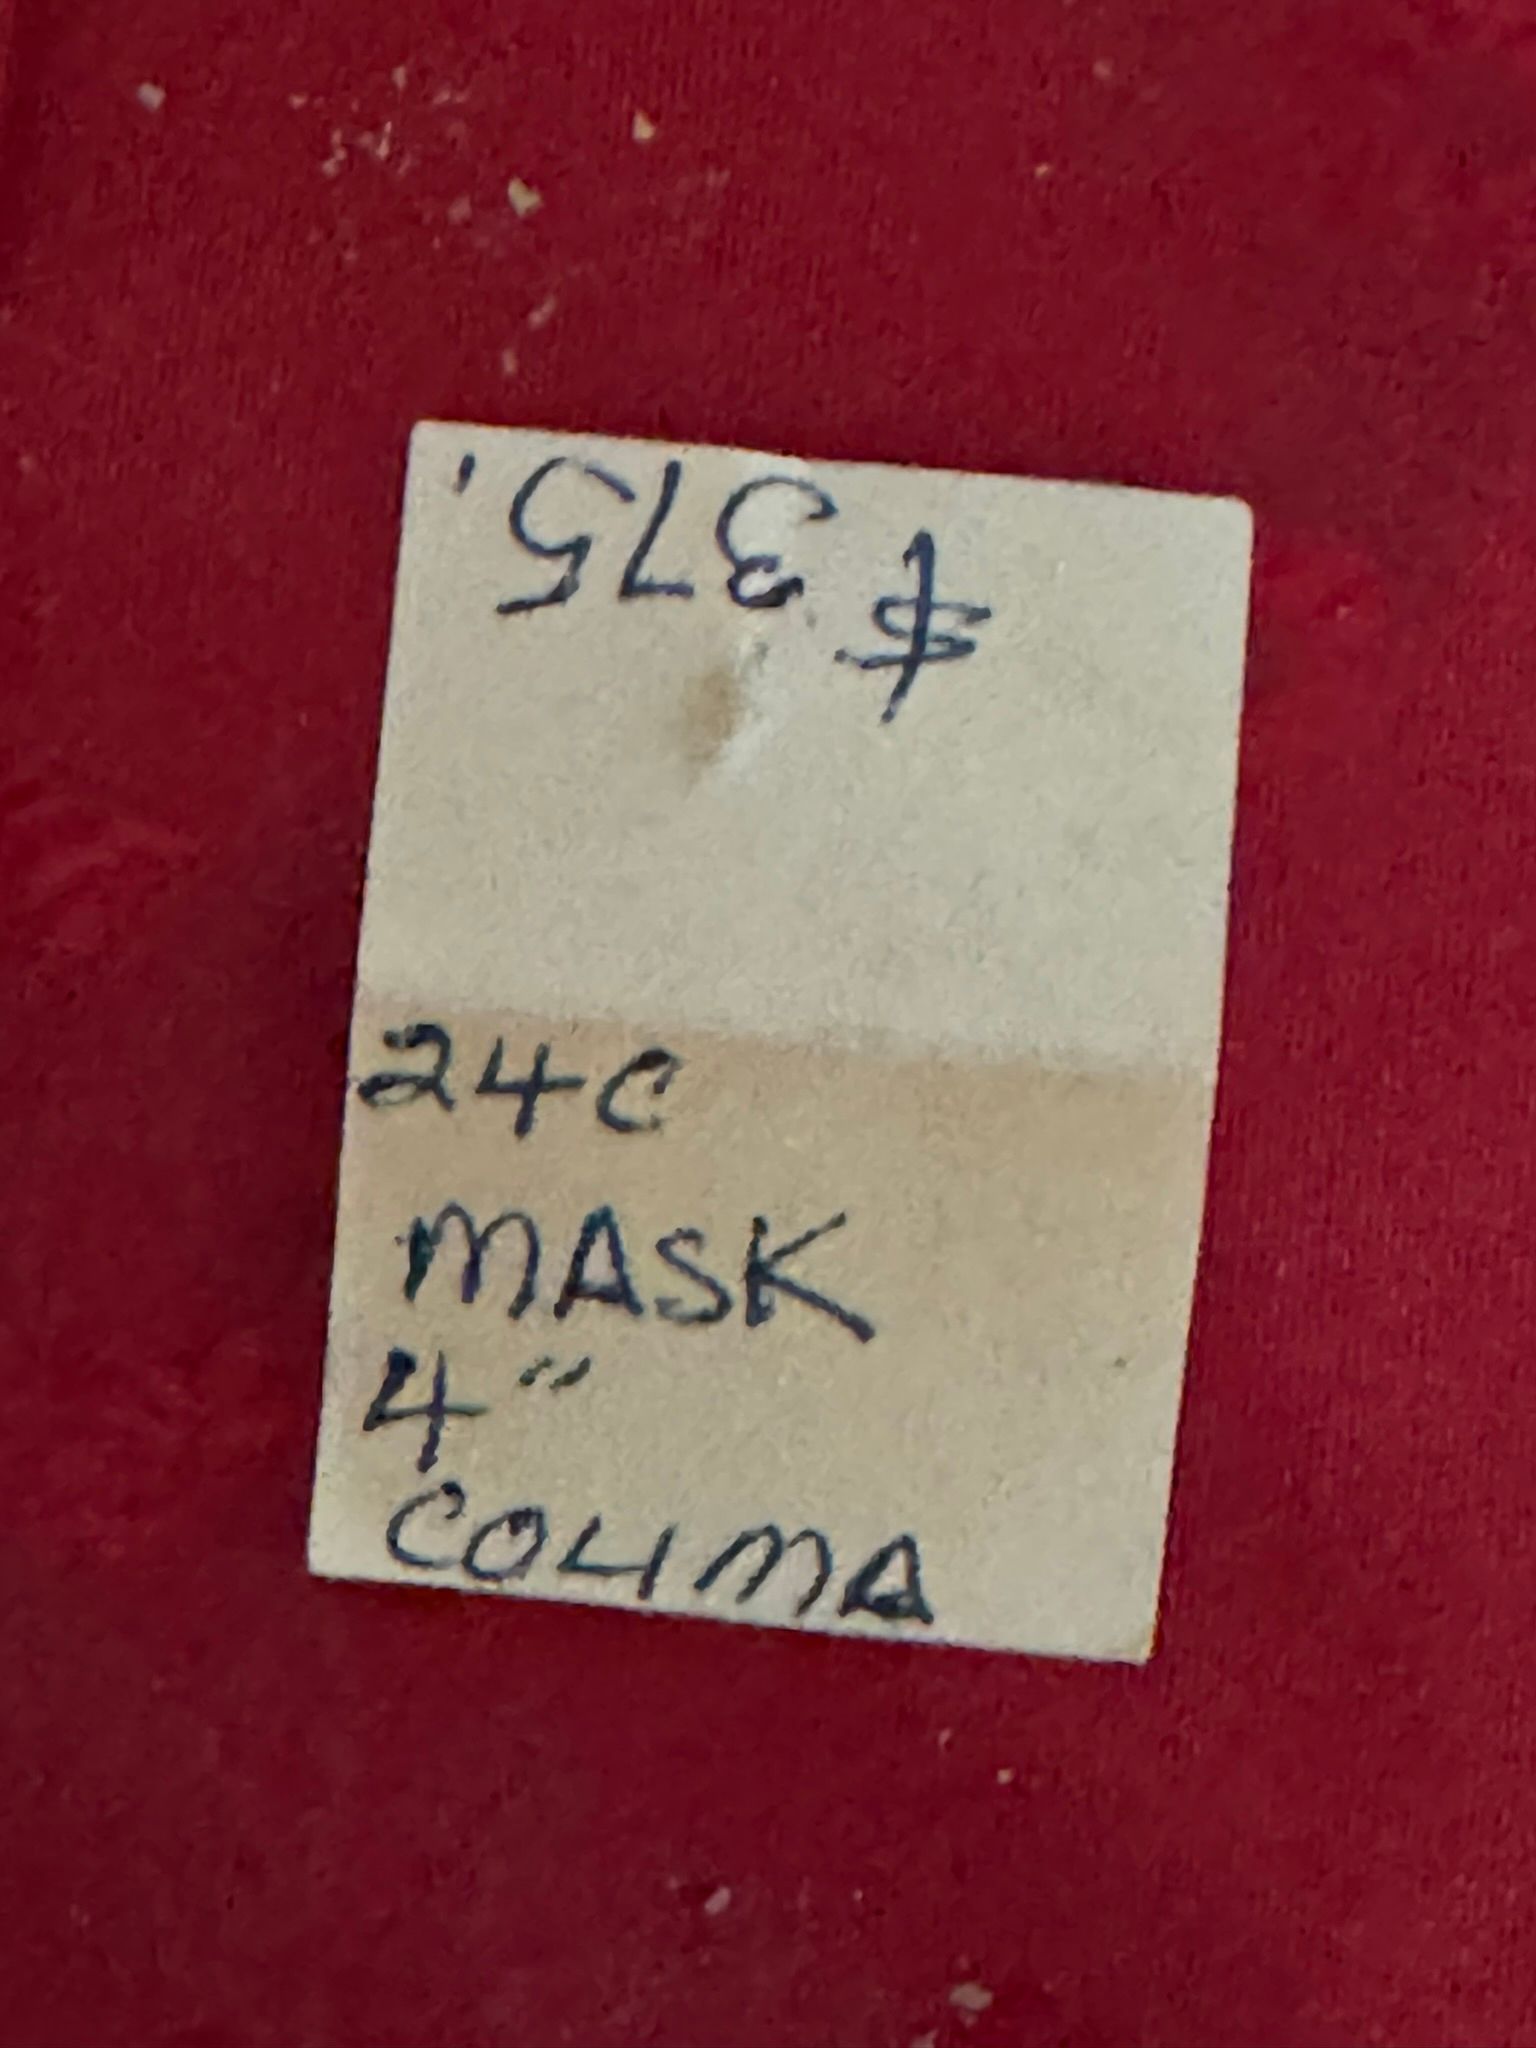 $375.
24C
MASK
4"
COLIMA